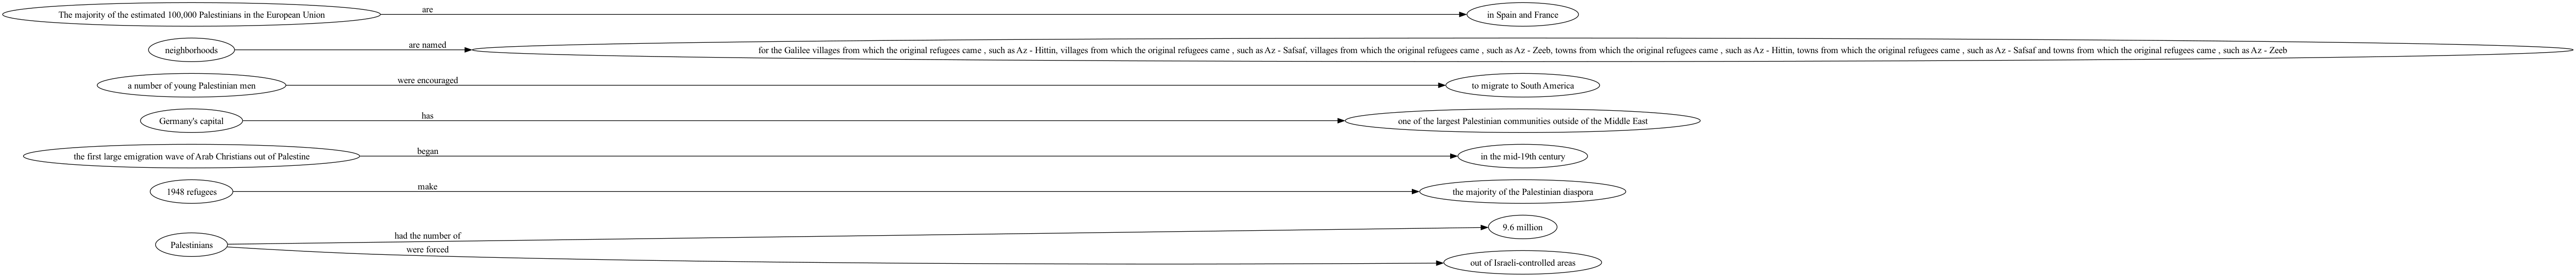 The majority of the estimated 100,000 Palestinians in the European Union
are
in Spain and France
neighborhoods
are named
for the Galilee villages from which the original refugees came , such as Az - Hittin, villages from which the original refugees came , such as Az - Safsaf, villages from which the original refugees came , such as Az - Zeeb, towns from which the original refugees came , such as Az - Hittin, towns from which the original refugees came , such as Az - Safsaf and towns from which the original refugees came , such as Az - Zeeb
a number of young Palestinian men
were encouraged
to migrate to South America
Germany's capital
has
one of the largest Palestinian communities outside of the Middle East
the first large emigration wave of Arab Christians out of Palestine
began
in the mid-19th century
1948 refugees
make
the majority of the Palestinian diaspora
Palestinians
had the number of
9.6 million
were forced
out of Israeli-controlled areas